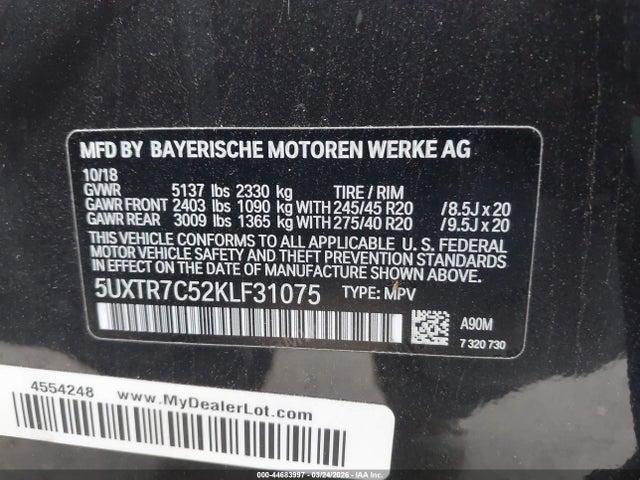 MFD BY BAYERISCHE MOTOREN WERKE AG
10/18
GVWR 5137 lbs 2330 kg TIRE / RIM
GAWR FRONT 2403 lbs 1090 kg WITH 245/45 R20 /8.5J x 20
GAWR REAR 3009 lbs 1365 kg WITH 275/40 R20 /9.5J x 20
THIS VEHICLE CONFORMS TO ALL APPLICABLE U. S. FEDERAL
MOTOR VEHICLE SAFETY AND THEFT PREVENTION
STANDARDS IN EFFECT ON THE DATE OF MANUFACTURE SHOWN ABOVE.
5UXTR7C52KLF31075 TYPE: MPV
A90M
7 320 730
4554248 www.MyDealerLot.com
© - 44683997 - 03/24/2026 - IAA Inc.